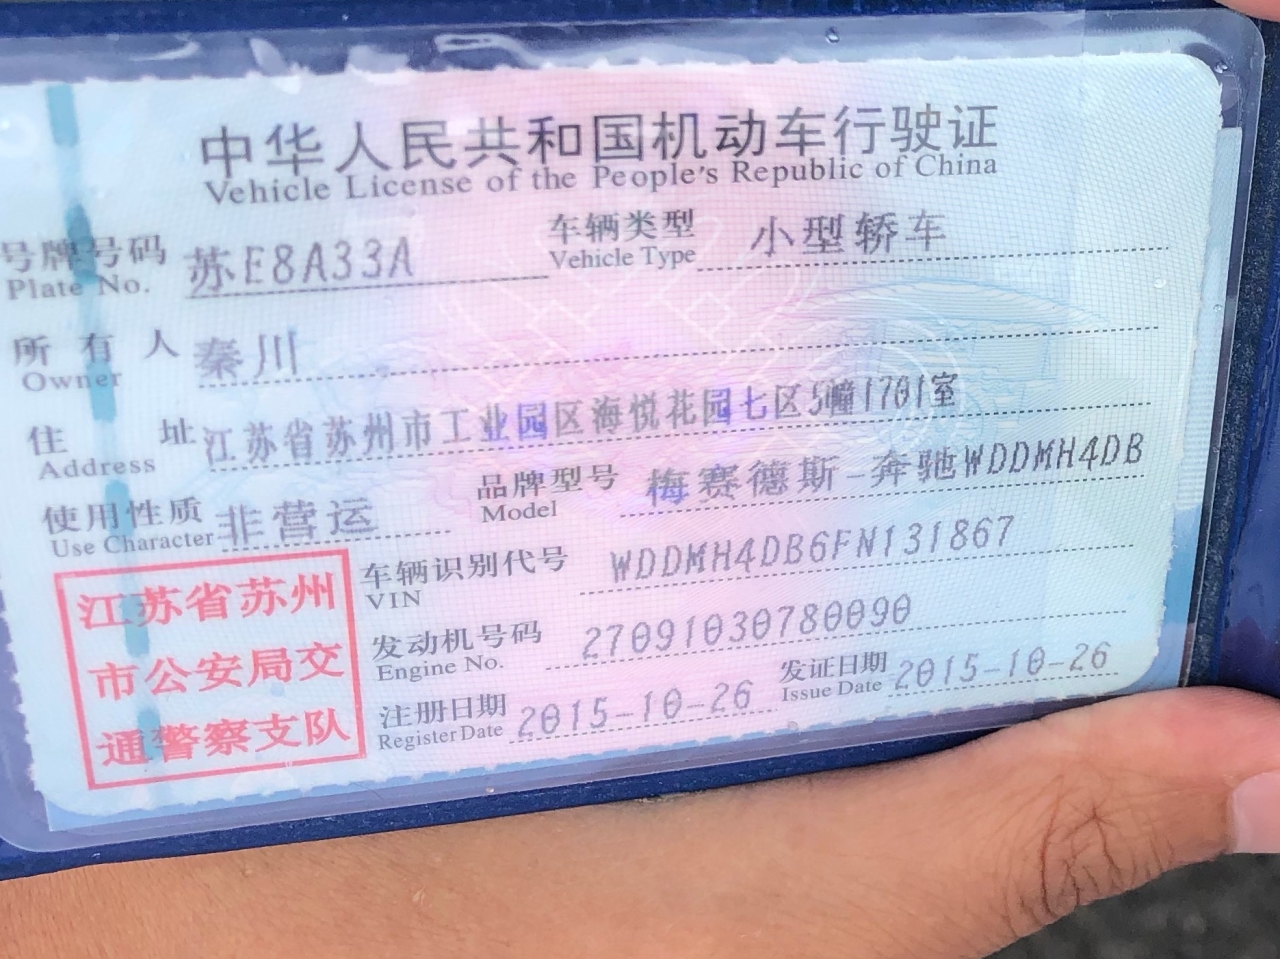 中华人民共和国机动车行驶证
Vehicle License of the People's Republic of China
号牌号码 苏E8A33A 车辆类型 小型轿车
Plate No. Vehicle Type
所有人 秦川
Owner
住址 江苏省苏州市工业园区海悦花园七区5幢1701室
Address
使用性质 非营运 品牌型号 梅赛德斯-奔驰WDDMH4DB
Use Character Model
江苏省苏州
市公安局交
通警察支队
车辆识别代号 WDDMH4DB6FN131867
VIN
发动机号码 27091030780090
Engine No.
注册日期 2015-10-26 发证日期 2015-10-26
Register Date Issue Date